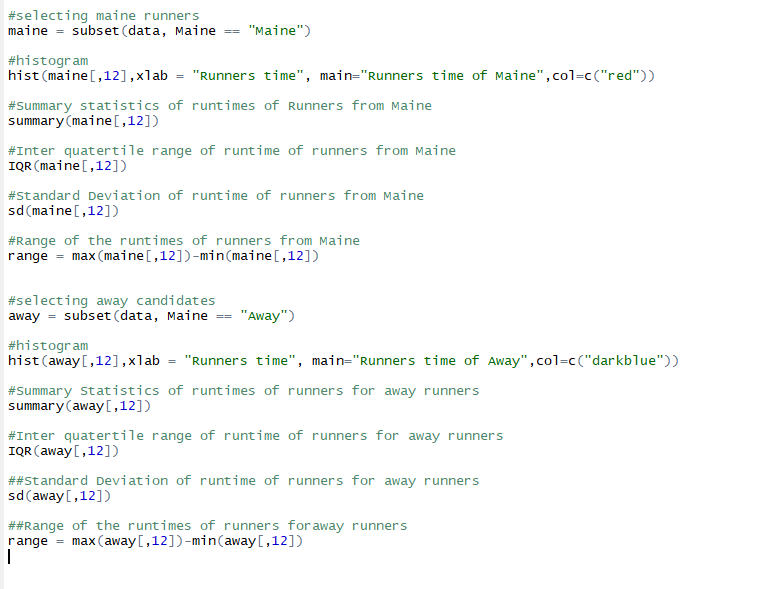 #selecting maine runners
maine = subset(data, Maine == "Maine")
#histogram
hist(maine[,12],xlab = "Runners time", main="Runners time of Maine",col=c("red"))
#Summary statistics of runtimes of Runners from Maine
summary(maine[,12])
#Inter quatertile range of runtime of runners from Maine
IQR(maine[,12])
#Standard Deviation of runtime of runners from Maine
sd(maine[,12])
#Range of the runtimes of runners from Maine
range = max(maine[,12])-min(maine[,12])
#selecting away candidates
away = subset(data, Maine == "Away")
#histogram
hist(away[,12],xlab = "Runners time", main="Runners time of Away",col=c("darkblue"))
#Summary Statistics of runtimes of runners for away runners
summary(away[,12])
#Inter quatertile range of runtime of runners for away runners
IQR(away[,12])
##Standard Deviation of runtime of runners for away runners
sd(away[,12])
##Range of the runtimes of runners foraway runners
range = max(away[,12])-min(away[,12])